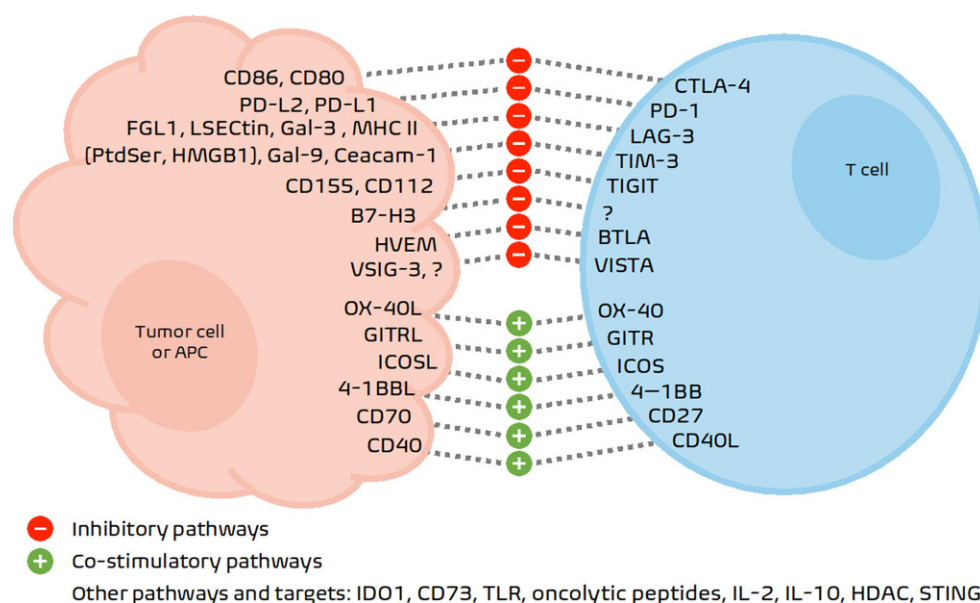 CD86, CD80
CTLA-4
PD-L2, PD-L1
PD-1
FGL1, LSECtin, Gal-3 , MHC II
LAG-3
(PtdSer, HMGB1), Gal-9, Ceacam-1
TIM-3
CD155, CD112
TIGIT
B7-H3
?
HVEM
BTLA
VSIG-3, ?
VISTA
OX-40L
OX-40
GITRL
GITR
ICOSL
ICOS
4-1BBL
4–1BB
CD70
CD27
CD40
CD40L
Tumor cell
or APC
T cell
Inhibitory pathways
Co-stimulatory pathways
Other pathways and targets: IDO1, CD73, TLR, oncolytic peptides, IL-2, IL-10, HDAC, STING